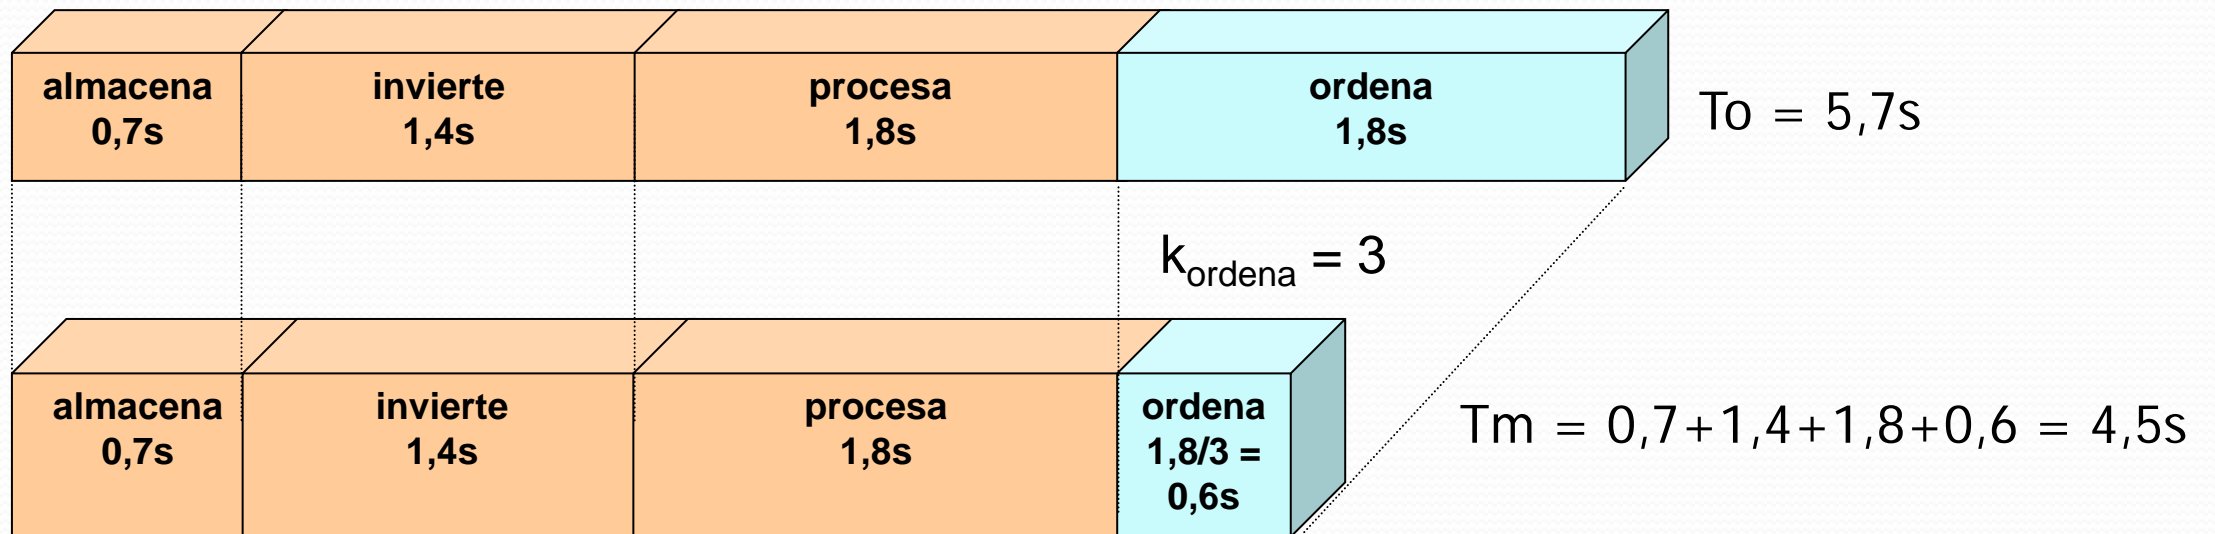 almacena
0,7s
invierte
1,4s
procesa
1,8s
ordena
1,8s
To = 5,7s
k_ordena = 3
almacena
0,7s
invierte
1,4s
procesa
1,8s
ordena
1,8/3 =
0,6s
Tm = 0,7+1,4+1,8+0,6 = 4,5s